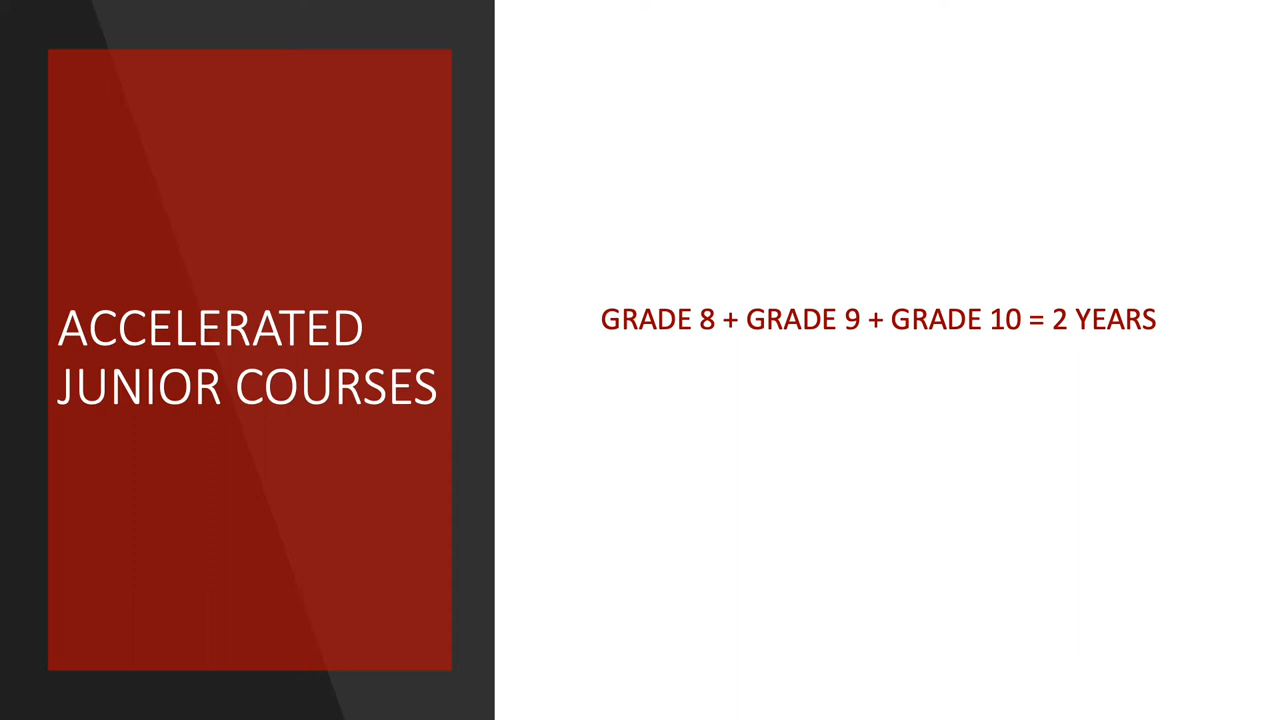 ACCELERATED
JUNIOR COURSES
GRADE 8 + GRADE 9 + GRADE 10 = 2 YEARS